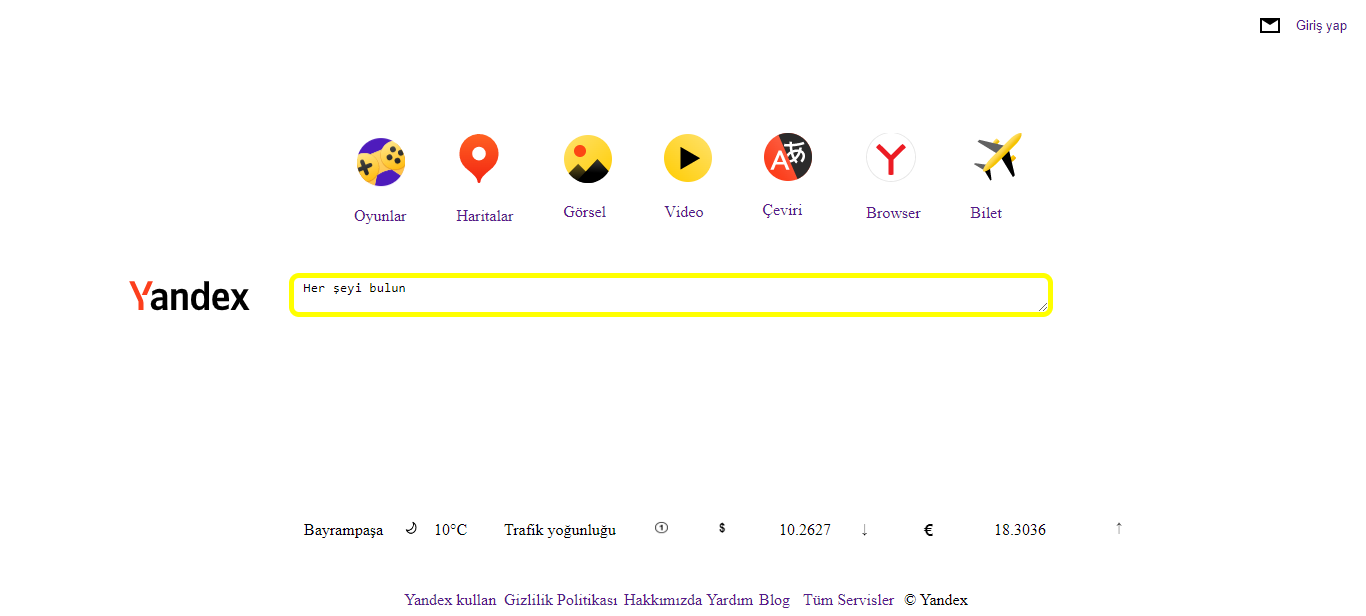 Giriş yap
Oyunlar Haritalar Görsel Video Çeviri Browser Bilet
Yandex Her şeyi bulun
Bayrampaşa 10°C Trafik yoğunluğu 1 $ 10.2627 ↓ € 18.3036 ↑
Yandex kullan Gizlilik Politikası Hakkımızda Yardım Blog Tüm Servisler © Yandex